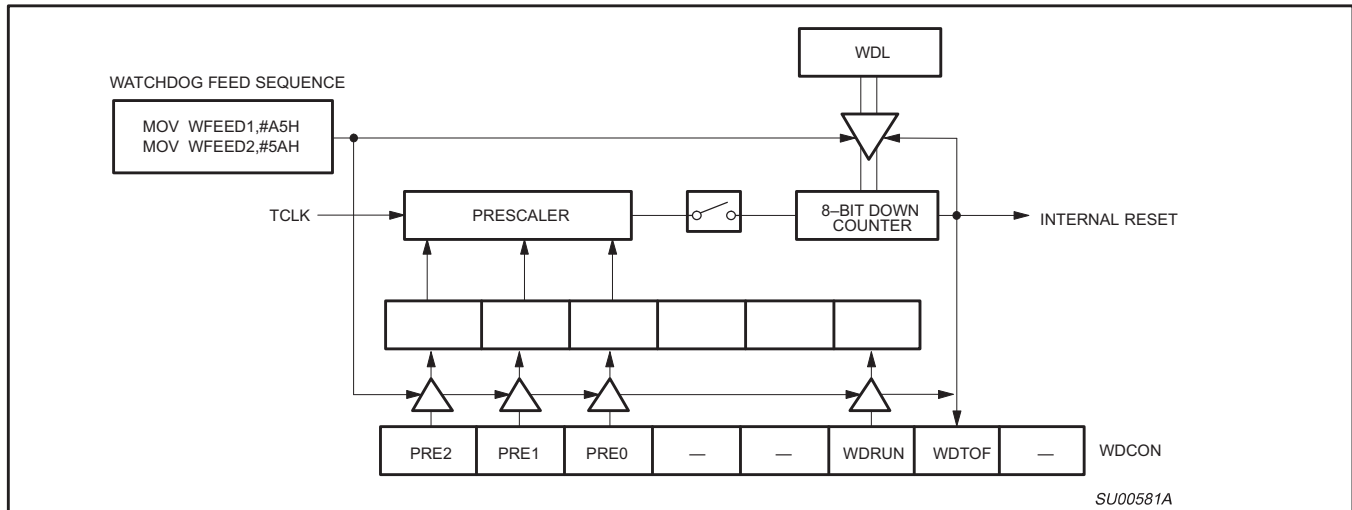 WDL
WATCHDOG FEED SEQUENCE
MOV WFEED1,#A5H
MOV WFEED2,#5AH
TCLK
PRESCALER
8–BIT DOWN
COUNTER
INTERNAL RESET
PRE2 PRE1 PRE0 — — WDRUN WDTOF — WDCON
SU00581A